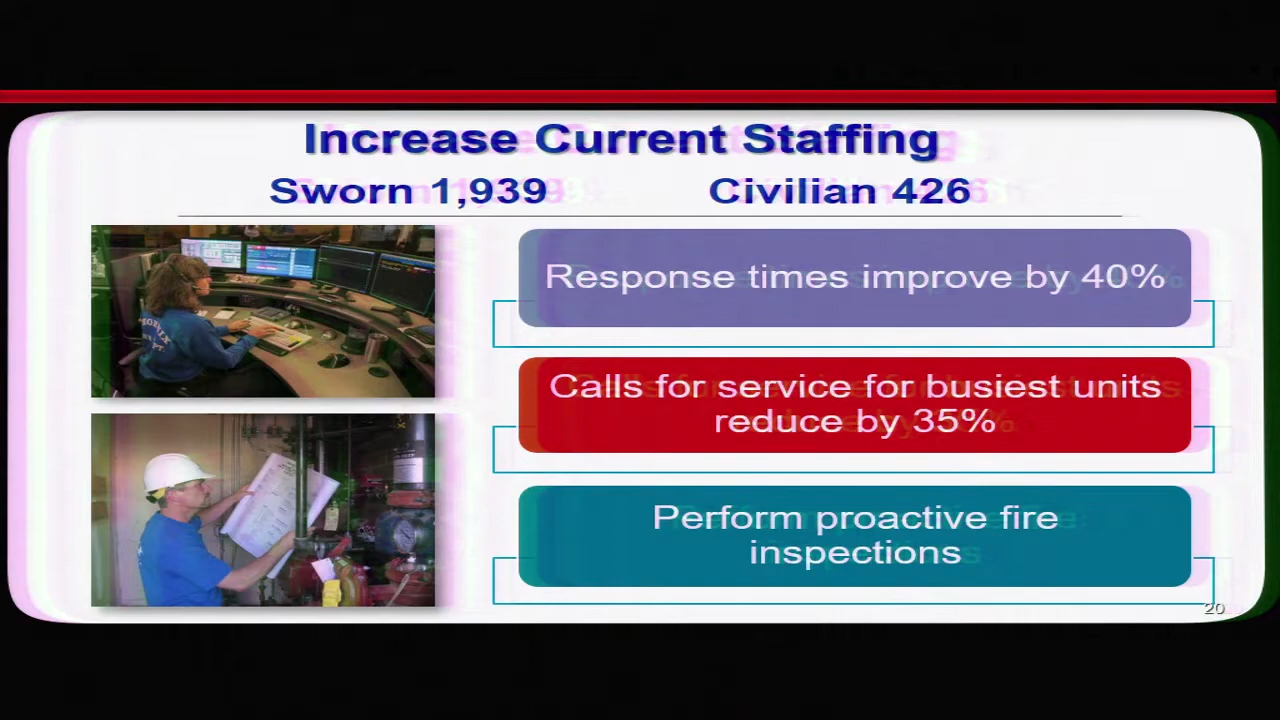 Increase Current Staffing
Sworn 1,939 Civilian 426
Response times improve by 40%
Calls for service for busiest units
reduce by 35%
Perform proactive fire
inspections
20